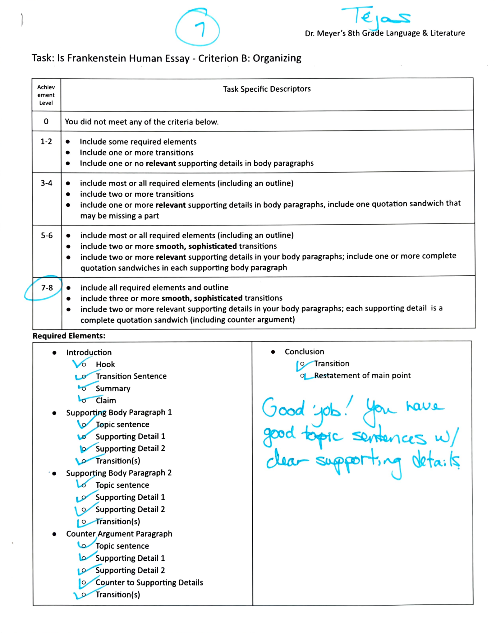 7
Tejas
Dr. Meyer's 8th Grade Language & Literature
Task: Is Frankenstein Human Essay - Criterion B: Organizing
Achiev
ement
Level
Task Specific Descriptors
0
You did not meet any of the criteria below.
1-2
● Include some required elements
● Include one or more transitions
● Include one or no relevant supporting details in body paragraphs
3-4
● include most or all required elements (including an outline)
● include two or more transitions
● include one or more relevant supporting details in body paragraphs, include one quotation sandwich that
may be missing a part
5-6
● include most or all required elements (including an outline)
● include two or more smooth, sophisticated transitions
● include two or more relevant supporting details in your body paragraphs; include one or more complete
quotation sandwiches in each supporting body paragraph
7-8
● include all required elements and outline
● include three or more smooth, sophisticated transitions
● include two or more relevant supporting details in your body paragraphs; each supporting detail is a
complete quotation sandwich (including counter argument)
Required Elements:
● Introduction
o Hook
o Transition Sentence
o Summary
o Claim
● Supporting Body Paragraph 1
o Topic sentence
o Supporting Detail 1
o Supporting Detail 2
o Transition(s)
● Supporting Body Paragraph 2
o Topic sentence
o Supporting Detail 1
o Supporting Detail 2
o Transition(s)
● Counter Argument Paragraph
o Topic sentence
o Supporting Detail 1
o Supporting Detail 2
o Counter to Supporting Details
o Transition(s)
● Conclusion
o Transition
o Restatement of main point
Good job! You have
good topic sentences w/
clear supporting details